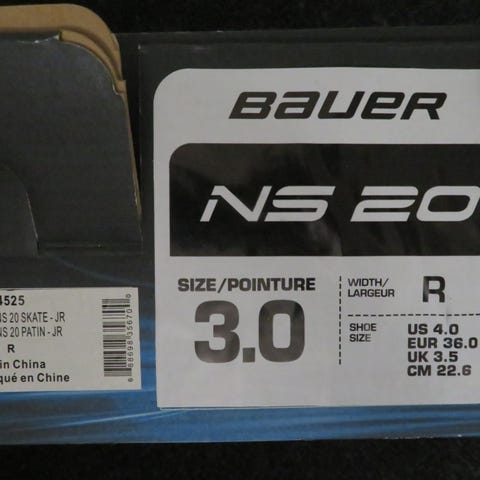 BAUER
NS 20
SIZE/POINTURE
3.0
WIDTH/
LARGEUR
R
SHOE
SIZE
US 4.0
EUR 36.0
UK 3.5
CM 22.6
4525
NS 20 SKATE - JR
NS 20 PATIN - JR
R
in China
qué en Chine